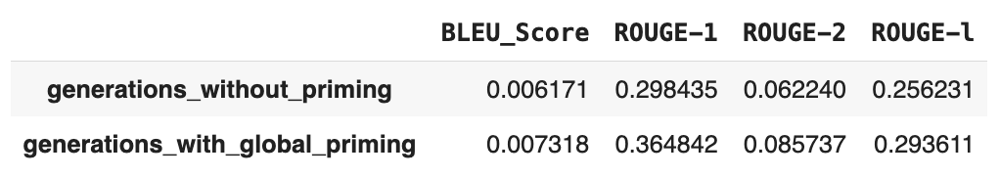 BLEU_Score ROUGE-1 ROUGE-2 ROUGE-l
generations_without_priming 0.006171 0.298435 0.062240 0.256231
generations_with_global_priming 0.007318 0.364842 0.085737 0.293611